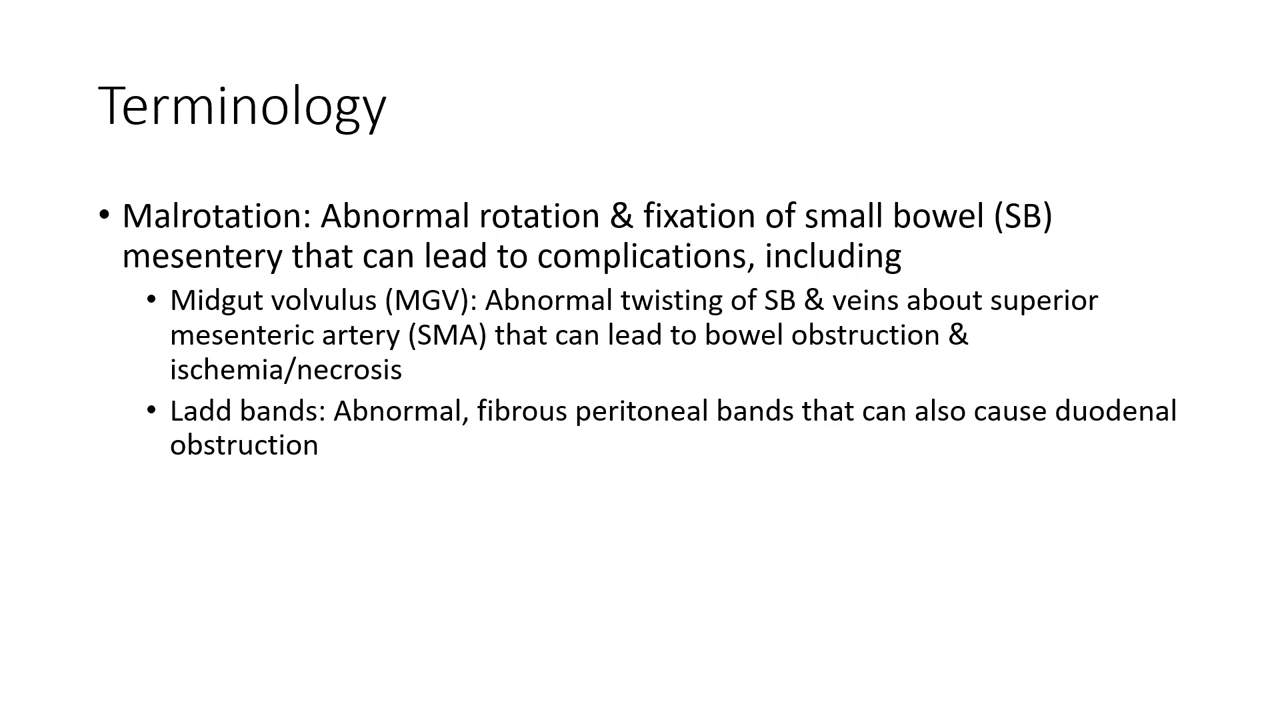 Terminology
• Malrotation: Abnormal rotation & fixation of small bowel (SB)
mesentery that can lead to complications, including
• Midgut volvulus (MGV): Abnormal twisting of SB & veins about superior
mesenteric artery (SMA) that can lead to bowel obstruction &
ischemia/necrosis
• Ladd bands: Abnormal, fibrous peritoneal bands that can also cause duodenal
obstruction